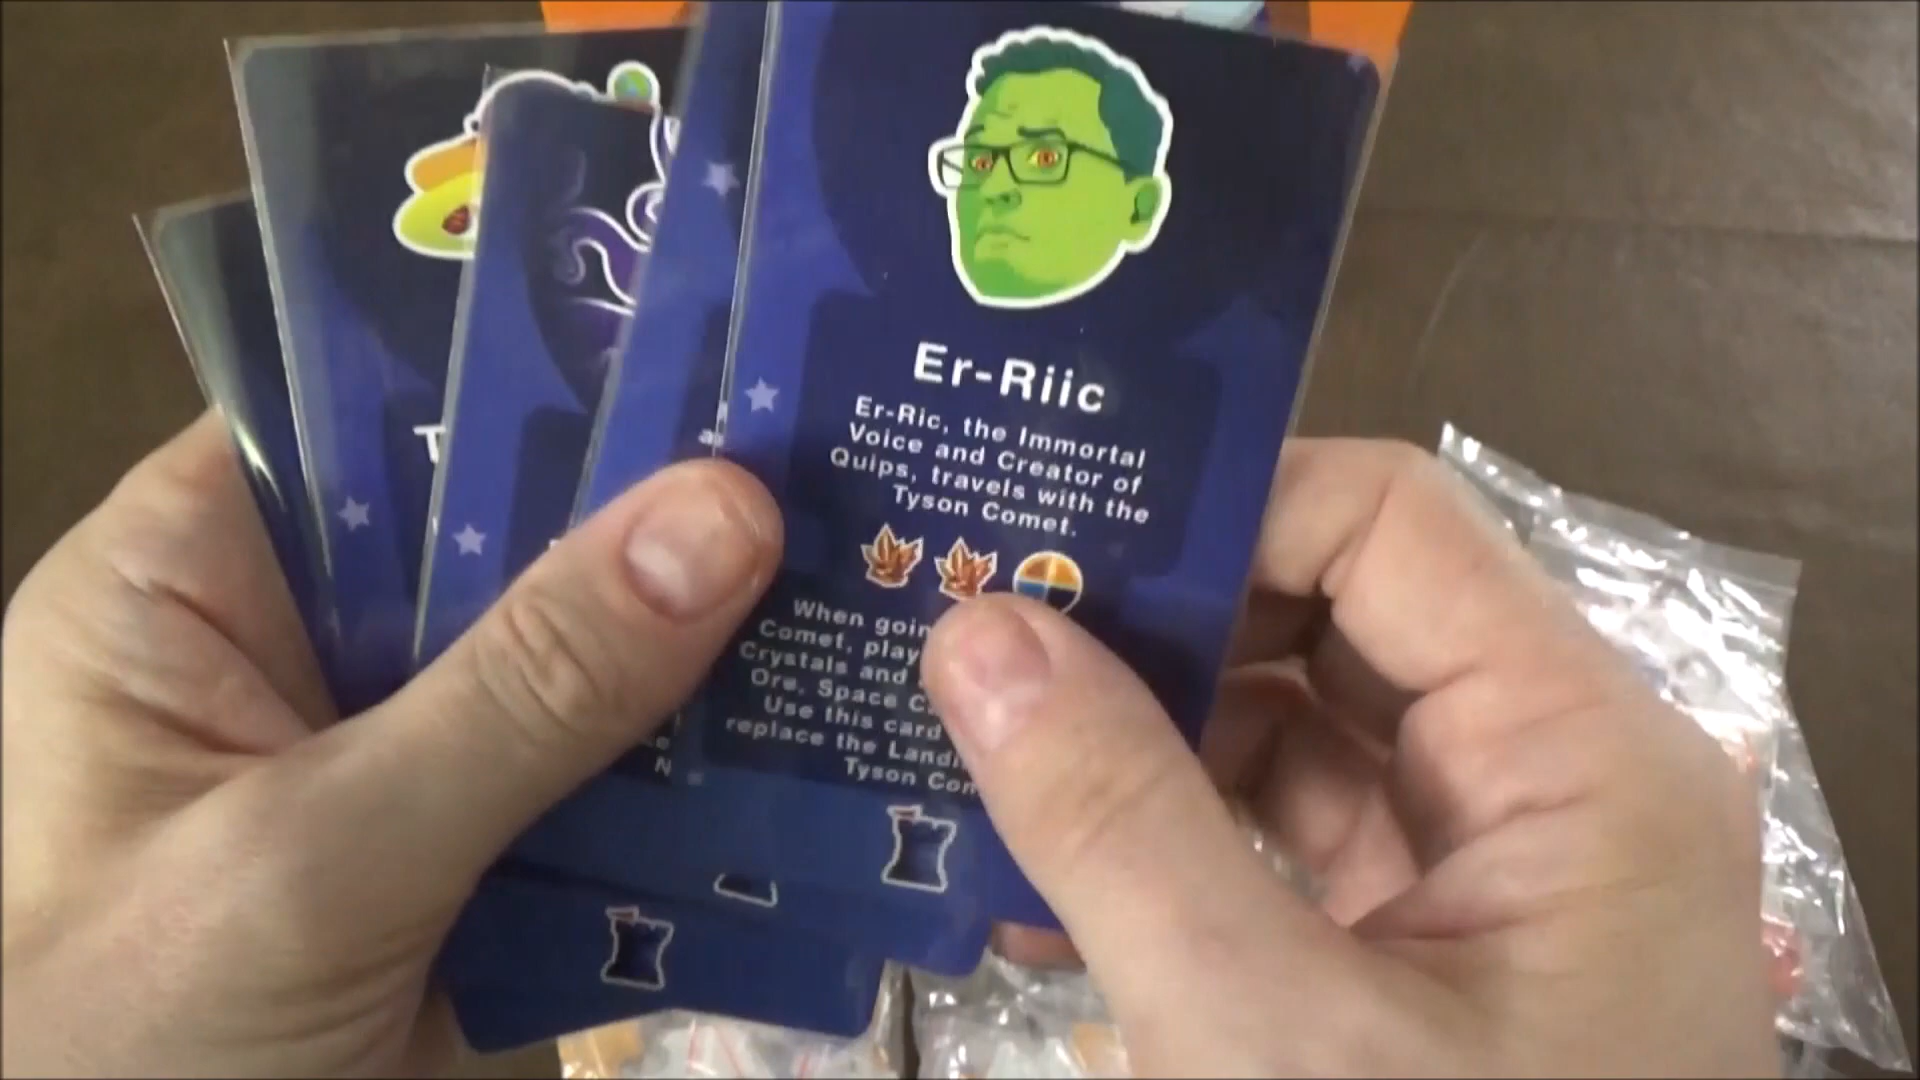 Er-Riic
Er-Ric, the Immortal
Voice and Creator of
Quips, travels with the
Tyson Comet.
When goin
Comet, play
Crystals and
Ore, Space C
Use this card
replace the Landi
Tyson Com
T
as
N